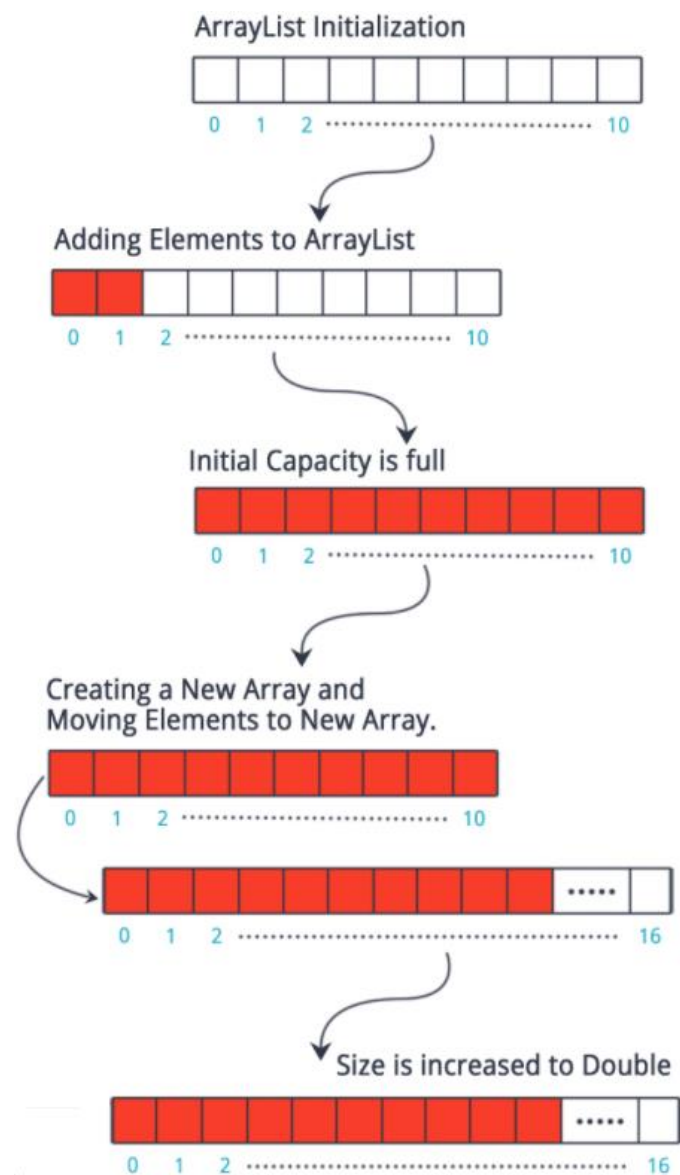 ArrayList Initialization
0 1 2 10
Adding Elements to ArrayList
0 1 2 10
Initial Capacity is full
0 1 2 10
Creating a New Array and
Moving Elements to New Array.
0 1 2 10
0 1 2 16
Size is increased to Double
0 1 2 16